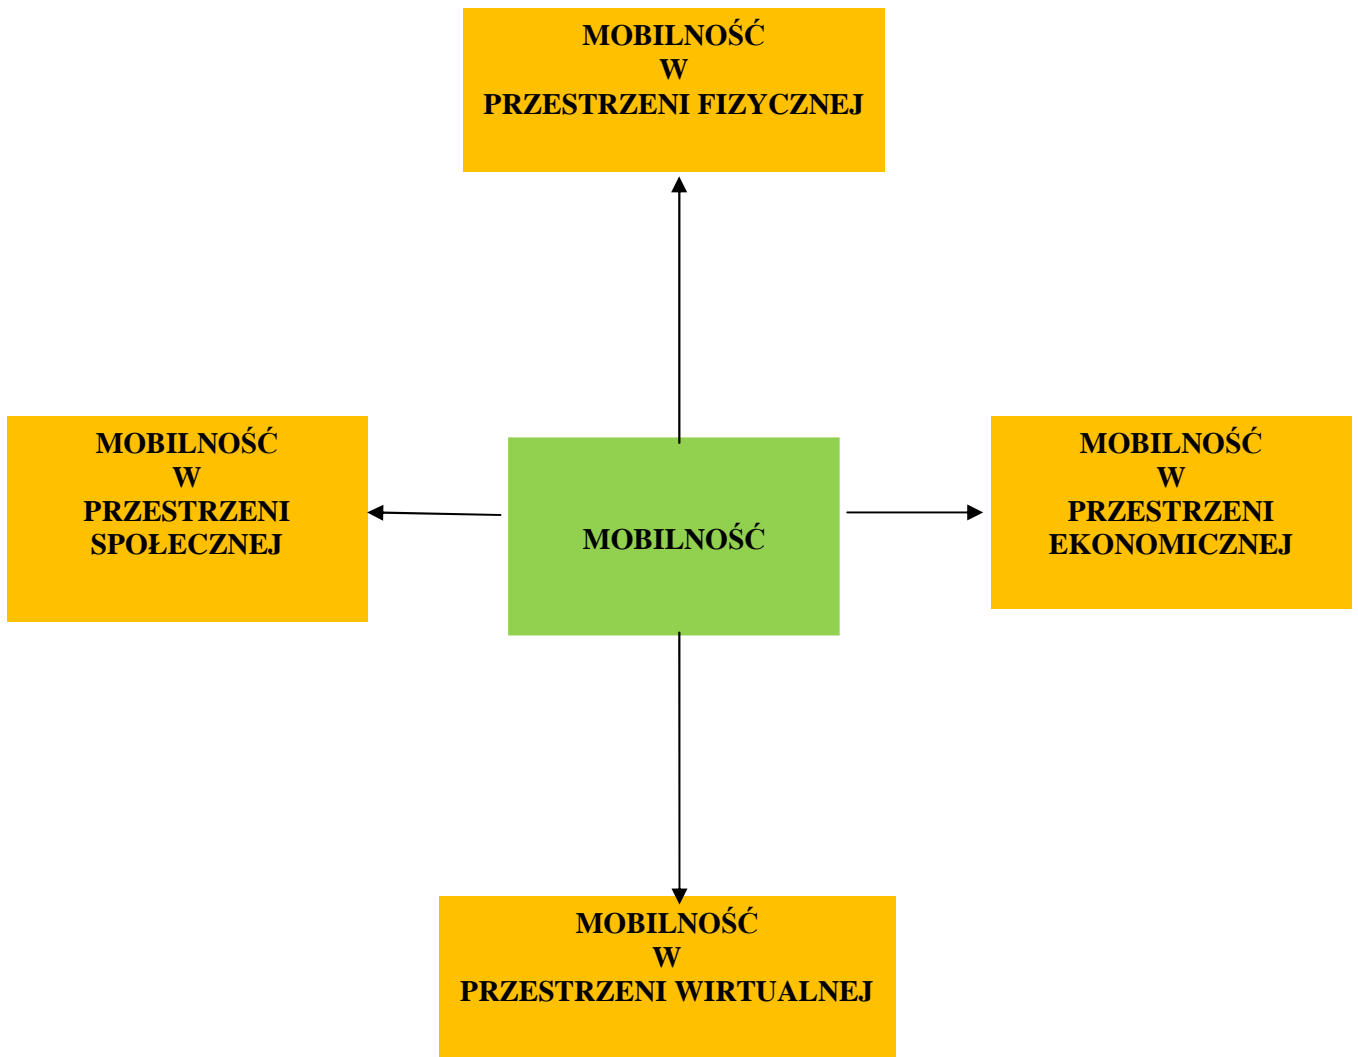 MOBILNOŚĆ
W
PRZESTRZENI FIZYCZNEJ
MOBILNOŚĆ
W
PRZESTRZENI
SPOŁECZNEJ
MOBILNOŚĆ
MOBILNOŚĆ
W
PRZESTRZENI
EKONOMICZNEJ
MOBILNOŚĆ
W
PRZESTRZENI WIRTUALNEJ